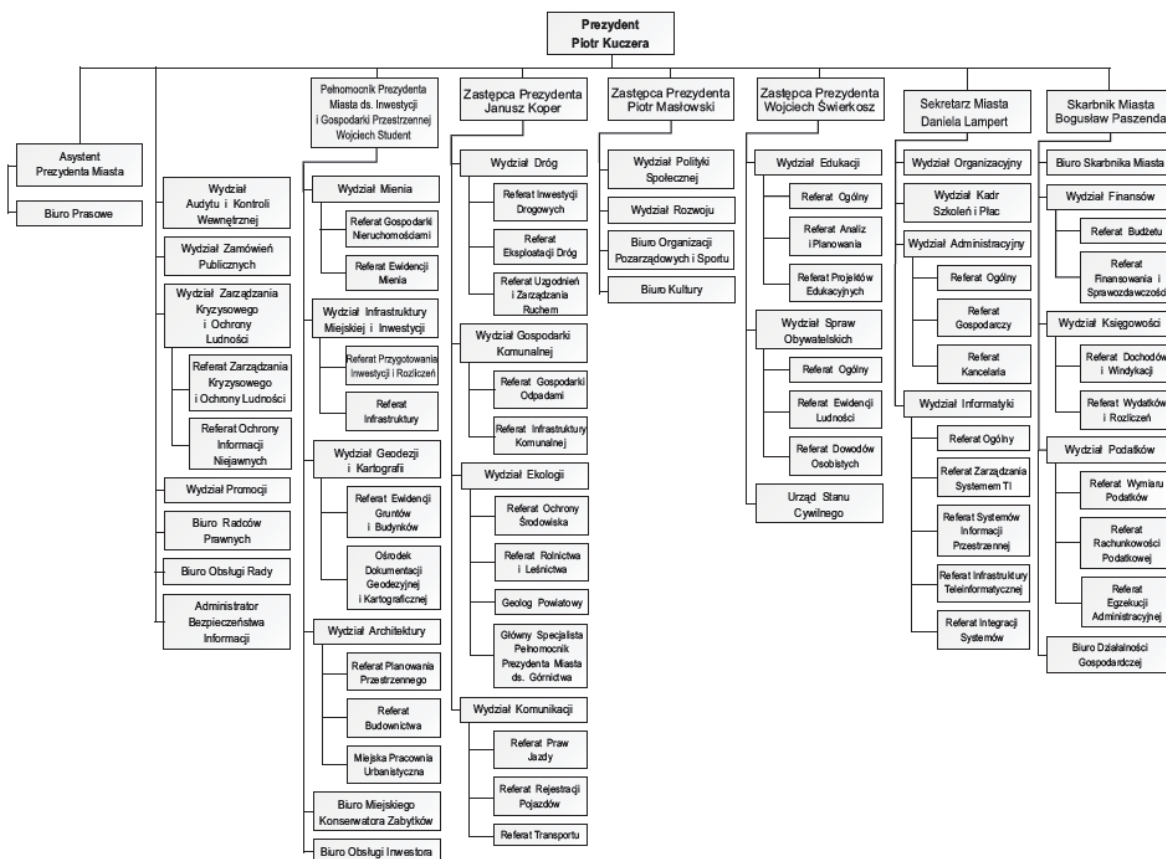 Prezydent
Piotr Kuczera
Asystent
Prezydenta Miasta
Biuro Prasowe
Wydział
Audytu i Kontroli
Wewnętrznej
Wydział Zamówień
Publicznych
Wydział Zarządzania
Kryzysowego
i Ochrony
Ludności
Referat Zarządzania
Kryzysowego
i Ochrony Ludności
Referat Ochrony
Informacji
Niejawnych
Wydział Promocji
Biuro Radców
Prawnych
Biuro Obsługi Rady
Administrator
Bezpieczeństwa
Informacji
Pełnomocnik Prezydenta
Miasta ds. Inwestycji
i Gospodarki Przestrzennej
Wojciech Student
Wydział Mienia
Referat Gospodarki
Nieruchomościami
Referat Ewidencji
Mienia
Wydział Infrastruktury
Miejskiej i Inwestycji
Referat Przygotowania
Inwestycji i Rozliczeń
Referat
Infrastruktury
Wydział Geodezji
i Kartografii
Referat Ewidencji
Gruntów
i Budynków
Ośrodek
Dokumentacji
Geodezyjnej
i Kartograficznej
Wydział Architektury
Referat Planowania
Przestrzennego
Referat
Budownictwa
Miejska Pracownia
Urbanistyczna
Biuro Miejskiego
Konserwatora Zabytków
Biuro Obsługi Inwestora
Zastępca Prezydenta
Janusz Koper
Wydział Dróg
Referat Inwestycji
Drogowych
Referat
Eksploatacji Dróg
Referat Uzgodnień
i Zarządzania
Ruchem
Wydział Gospodarki
Komunalnej
Referat Gospodarki
Odpadami
Referat Infrastruktury
Komunalnej
Wydział Ekologii
Referat Ochrony
Środowiska
Referat Rolnictwa
i Leśnictwa
Geolog Powiatowy
Główny Specjalista
Pełnomocnik
Prezydenta Miasta
ds. Górnictwa
Wydział Komunikacji
Referat Praw
Jazdy
Referat Rejestracji
Pojazdów
Referat Transportu
Zastępca Prezydenta
Piotr Masłowski
Wydział Polityki
Społecznej
Wydział Rozwoju
Biuro Organizacji
Pozarządowych i Sportu
Biuro Kultury
Zastępca Prezydenta
Wojciech Świerkosz
Wydział Edukacji
Referat Ogólny
Referat Analiz
i Planowania
Referat Projektów
Edukacyjnych
Wydział Spraw
Obywatelskich
Referat Ogólny
Referat Ewidencji
Ludności
Referat Dowodów
Osobistych
Urząd Stanu
Cywilnego
Sekretarz Miasta
Daniela Lampert
Wydział Organizacyjny
Wydział Kadr
Szkoleń i Płac
Wydział Administracyjny
Referat Ogólny
Referat
Gospodarczy
Referat
Kancelaria
Wydział Informatyki
Referat Ogólny
Referat Zarządzania
Systemem TI
Referat Systemów
Informacji
Przestrzennej
Referat Infrastruktury
Teleinformatycznej
Referat Integracji
Systemów
Skarbnik Miasta
Bogusław Paszenda
Biuro Skarbnika Miasta
Wydział Finansów
Referat Budżetu
Referat
Finansowania i
Sprawozdawczości
Wydział Księgowości
Referat Dochodów
i Windykacji
Referat Wydatków
i Rozliczeń
Wydział Podatków
Referat Wymiaru
Podatków
Referat
Rachunkowości
Podatkowej
Referat
Egzekucji
Administracyjnej
Biuro Działalności
Gospodardczej